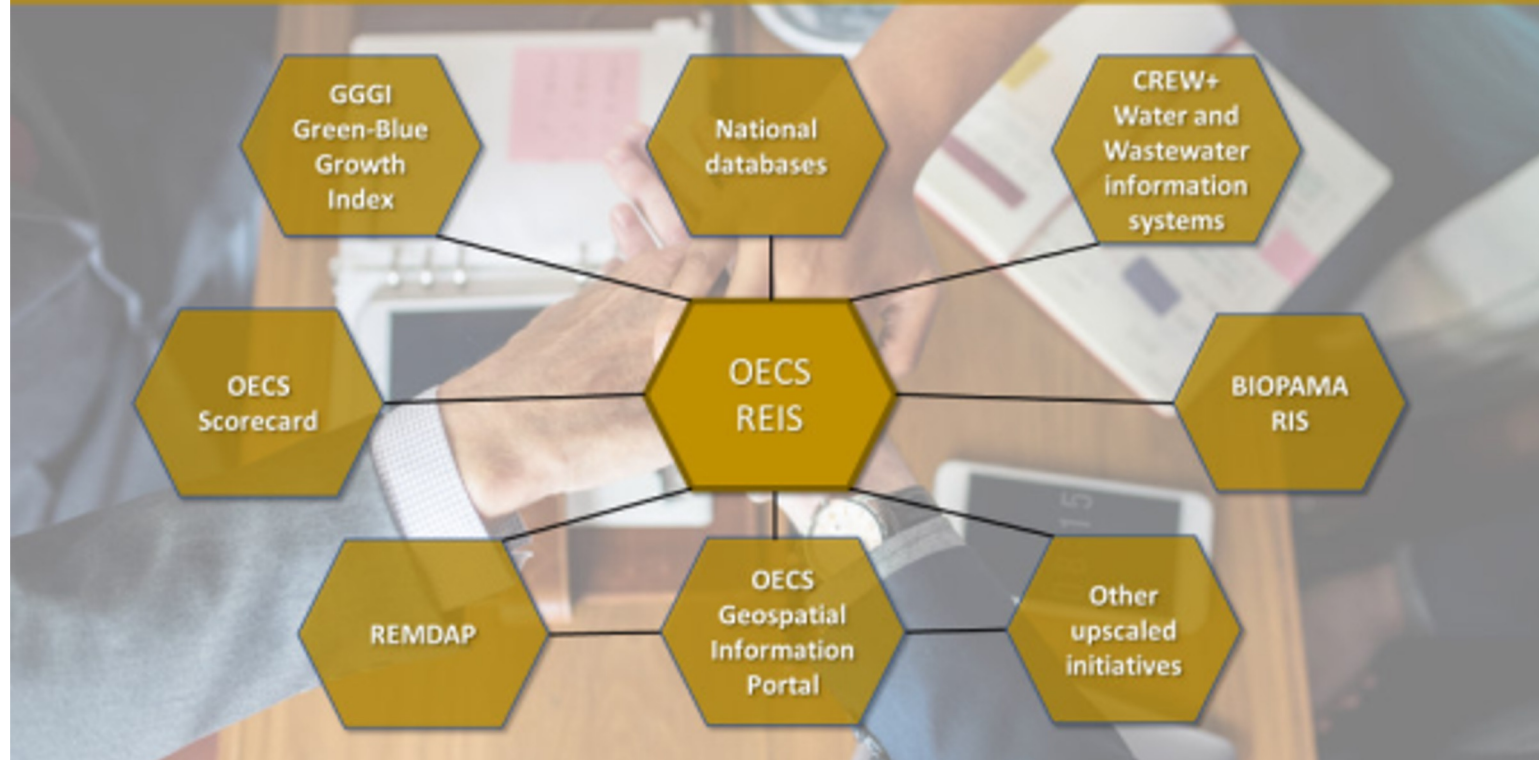 GGGI
Green-Blue
Growth
Index
National
databases
CREW+
Water and
Wastewater
information
systems
OECS
Scorecard
OECS
REIS
BIOPAMA
RIS
REMDAP
OECS
Geospatial
Information
Portal
Other
upscaled
initiatives